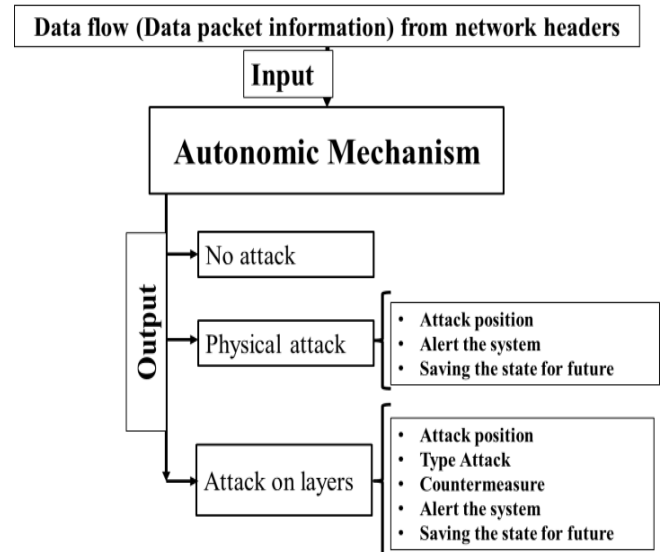 Data flow (Data packet information) from network headers
Input
Autonomic Mechanism
Output
No attack
Physical attack
• Attack position
• Alert the system
• Saving the state for future
Attack on layers
• Attack position
• Type Attack
• Countermeasure
• Alert the system
• Saving the state for future